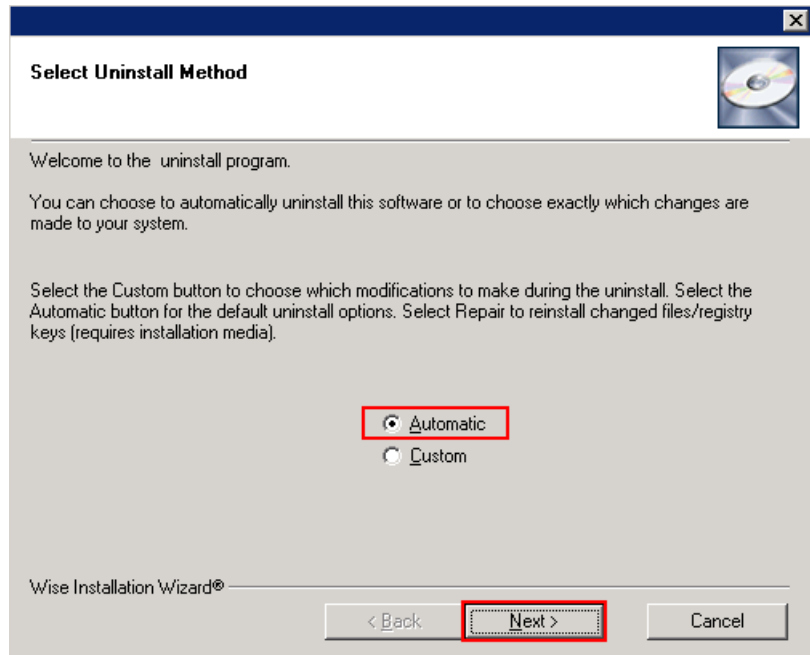 Select Uninstall Method
Welcome to the  uninstall program.
You can choose to automatically uninstall this software or to choose exactly which changes are
made to your system.
Select the Custom button to choose which modifications to make during the uninstall. Select the
Automatic button for the default uninstall options. Select Repair to reinstall changed files/registry
keys (requires installation media).
Automatic
Custom
Wise Installation Wizard®
< Back Next > Cancel